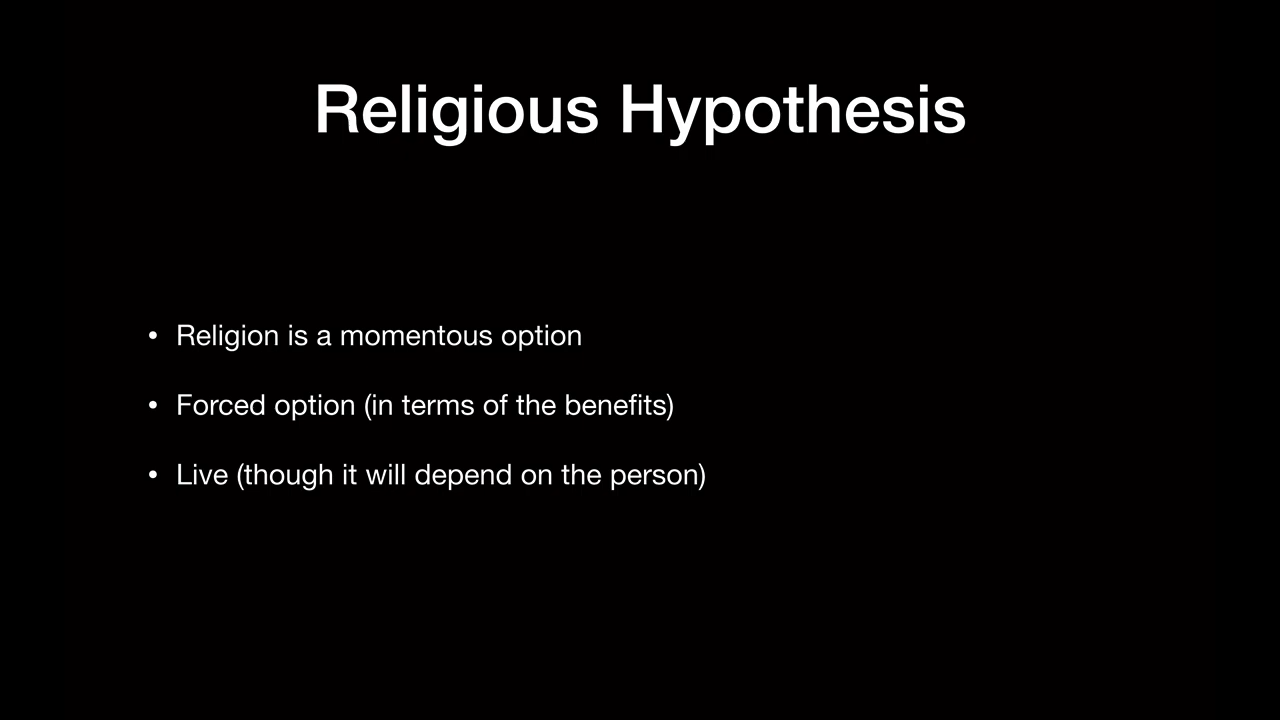 Religious Hypothesis
• Religion is a momentous option
• Forced option (in terms of the benefits)
• Live (though it will depend on the person)